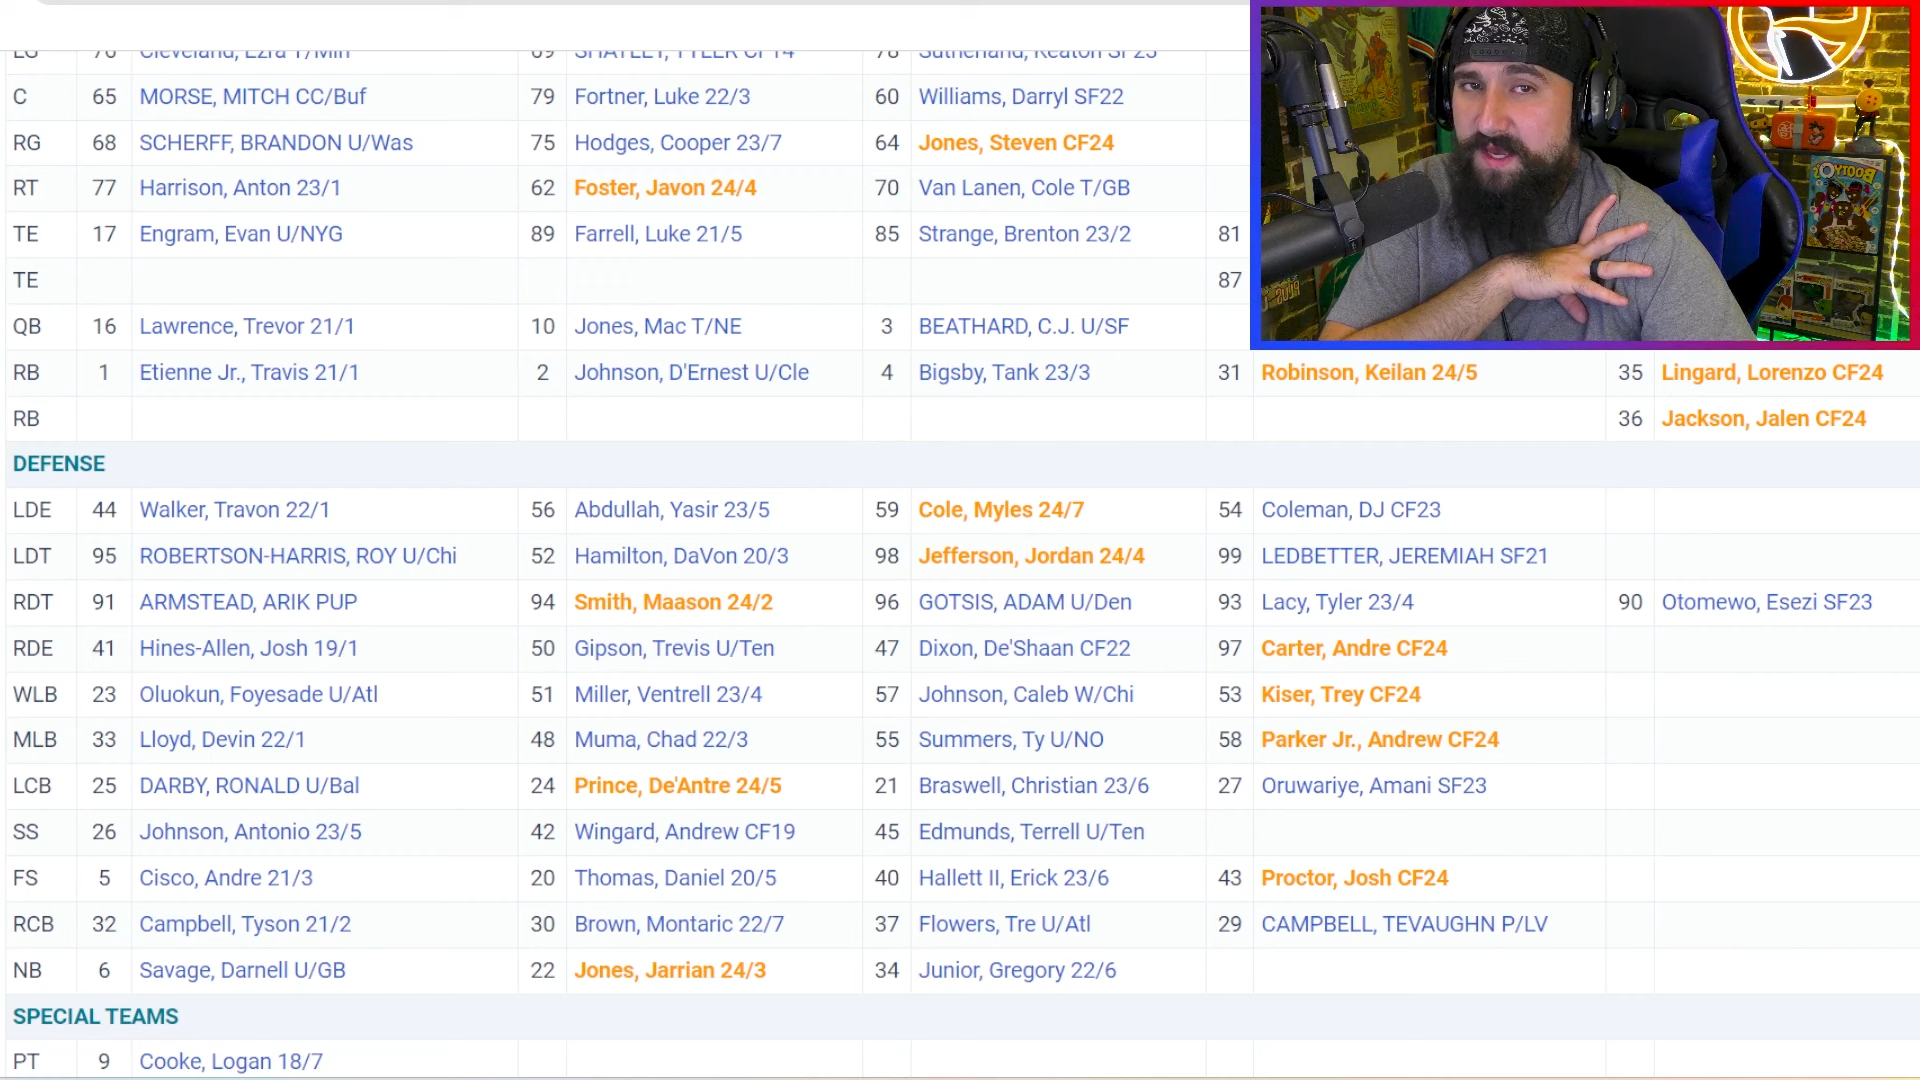 LG 76 Cleveland, Ezra T/Min 69 SHATLEY, TYLER CF14 78 Sutherland, Keaton SF23
C 65 MORSE, MITCH CC/Buf 79 Fortner, Luke 22/3 60 Williams, Darryl SF22
RG 68 SCHERFF, BRANDON U/Was 75 Hodges, Cooper 23/7 64 Jones, Steven CF24
RT 77 Harrison, Anton 23/1 62 Foster, Javon 24/4 70 Van Lanen, Cole T/GB
TE 17 Engram, Evan U/NYG 89 Farrell, Luke 21/5 85 Strange, Brenton 23/2 81
TE 87
QB 16 Lawrence, Trevor 21/1 10 Jones, Mac T/NE 3 BEATHARD, C.J. U/SF
RB 1 Etienne Jr., Travis 21/1 2 Johnson, D'Ernest U/Cle 4 Bigsby, Tank 23/3 31 Robinson, Keilan 24/5 35 Lingard, Lorenzo CF24
RB 36 Jackson, Jalen CF24
DEFENSE
LDE 44 Walker, Travon 22/1 56 Abdullah, Yasir 23/5 59 Cole, Myles 24/7 54 Coleman, DJ CF23
LDT 95 ROBERTSON-HARRIS, ROY U/Chi 52 Hamilton, DaVon 20/3 98 Jefferson, Jordan 24/4 99 LEDBETTER, JEREMIAH SF21
RDT 91 ARMSTEAD, ARIK PUP 94 Smith, Maason 24/2 96 GOTSIS, ADAM U/Den 93 Lacy, Tyler 23/4 90 Otomewo, Esezi SF23
RDE 41 Hines-Allen, Josh 19/1 50 Gipson, Trevis U/Ten 47 Dixon, De'Shaan CF22 97 Carter, Andre CF24
WLB 23 Oluokun, Foyesade U/Atl 51 Miller, Ventrell 23/4 57 Johnson, Caleb W/Chi 53 Kiser, Trey CF24
MLB 33 Lloyd, Devin 22/1 48 Muma, Chad 22/3 55 Summers, Ty U/NO 58 Parker Jr., Andrew CF24
LCB 25 DARBY, RONALD U/Bal 24 Prince, De'Antre 24/5 21 Braswell, Christian 23/6 27 Oruwariye, Amani SF23
SS 26 Johnson, Antonio 23/5 42 Wingard, Andrew CF19 45 Edmunds, Terrell U/Ten
FS 5 Cisco, Andre 21/3 20 Thomas, Daniel 20/5 40 Hallett II, Erick 23/6 43 Proctor, Josh CF24
RCB 32 Campbell, Tyson 21/2 30 Brown, Montaric 22/7 37 Flowers, Tre U/Atl 29 CAMPBELL, TEVAUGHN P/LV
NB 6 Savage, Darnell U/GB 22 Jones, Jarrian 24/3 34 Junior, Gregory 22/6
SPECIAL TEAMS
PT 9 Cooke, Logan 18/7